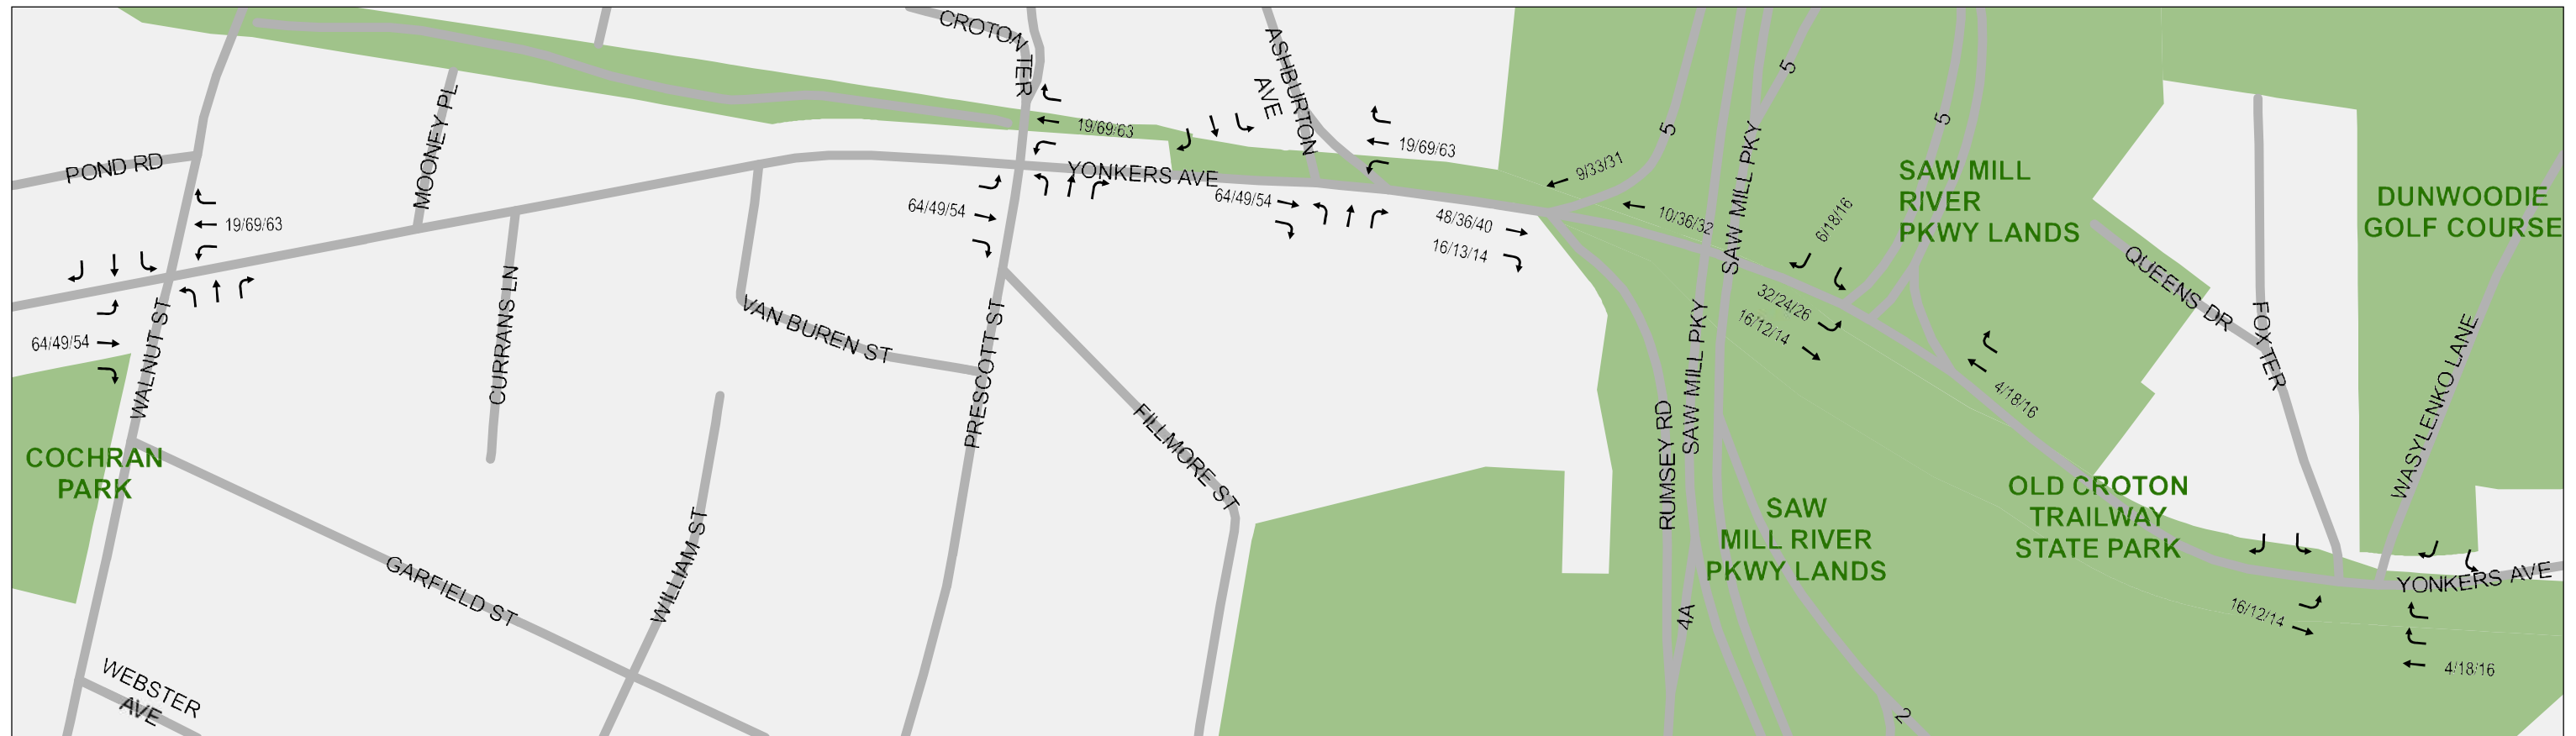 CROTON TER
ASHBURTON
AVE
5
5
5
19/69/63
19/69/63
MOONEY PL
POND RD
YONKERS AVE
9/33/31
SAW MILL PKY
SAW MILL
RIVER
PKWY LANDS
DUNWOODIE
GOLF COURSE
64/49/54
64/49/54
48/36/40
10/36/32
6/18/16
19/69/63
16/13/14
QUEENS DR
32/24/26
16/12/14
64/49/54
WALNUT ST
CURRANS LN
VAN BUREN ST
PRESCOTT ST
SAW MILL PKY
FOX TER
WASYLENKO LANE
4/18/16
FILLMORE ST
RUMSEY RD
COCHRAN
PARK
OLD CROTON
TRAILWAY
STATE PARK
SAW
MILL RIVER
PKWY LANDS
GARFIELD ST
WILLIAM ST
4A
YONKERS AVE
16/12/14
4/18/16
WEBSTER
AVE
2